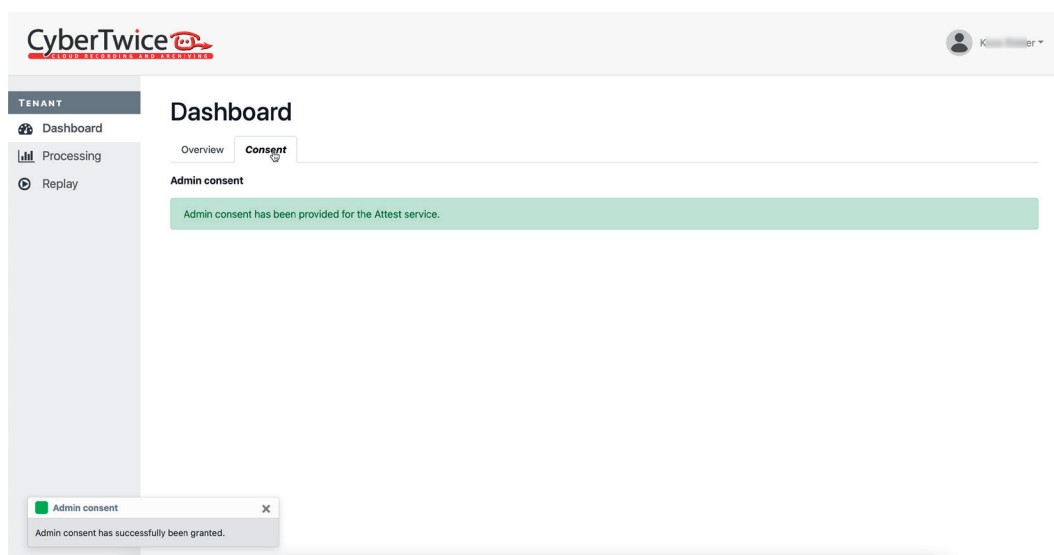 CyberTwice
CLOUD RECORDING AND ARCHIVING
TENANT
Dashboard
Processing
Replay
Dashboard
Overview Consent
Admin consent
Admin consent has been provided for the Attest service.
Admin consent
Admin consent has successfully been granted.